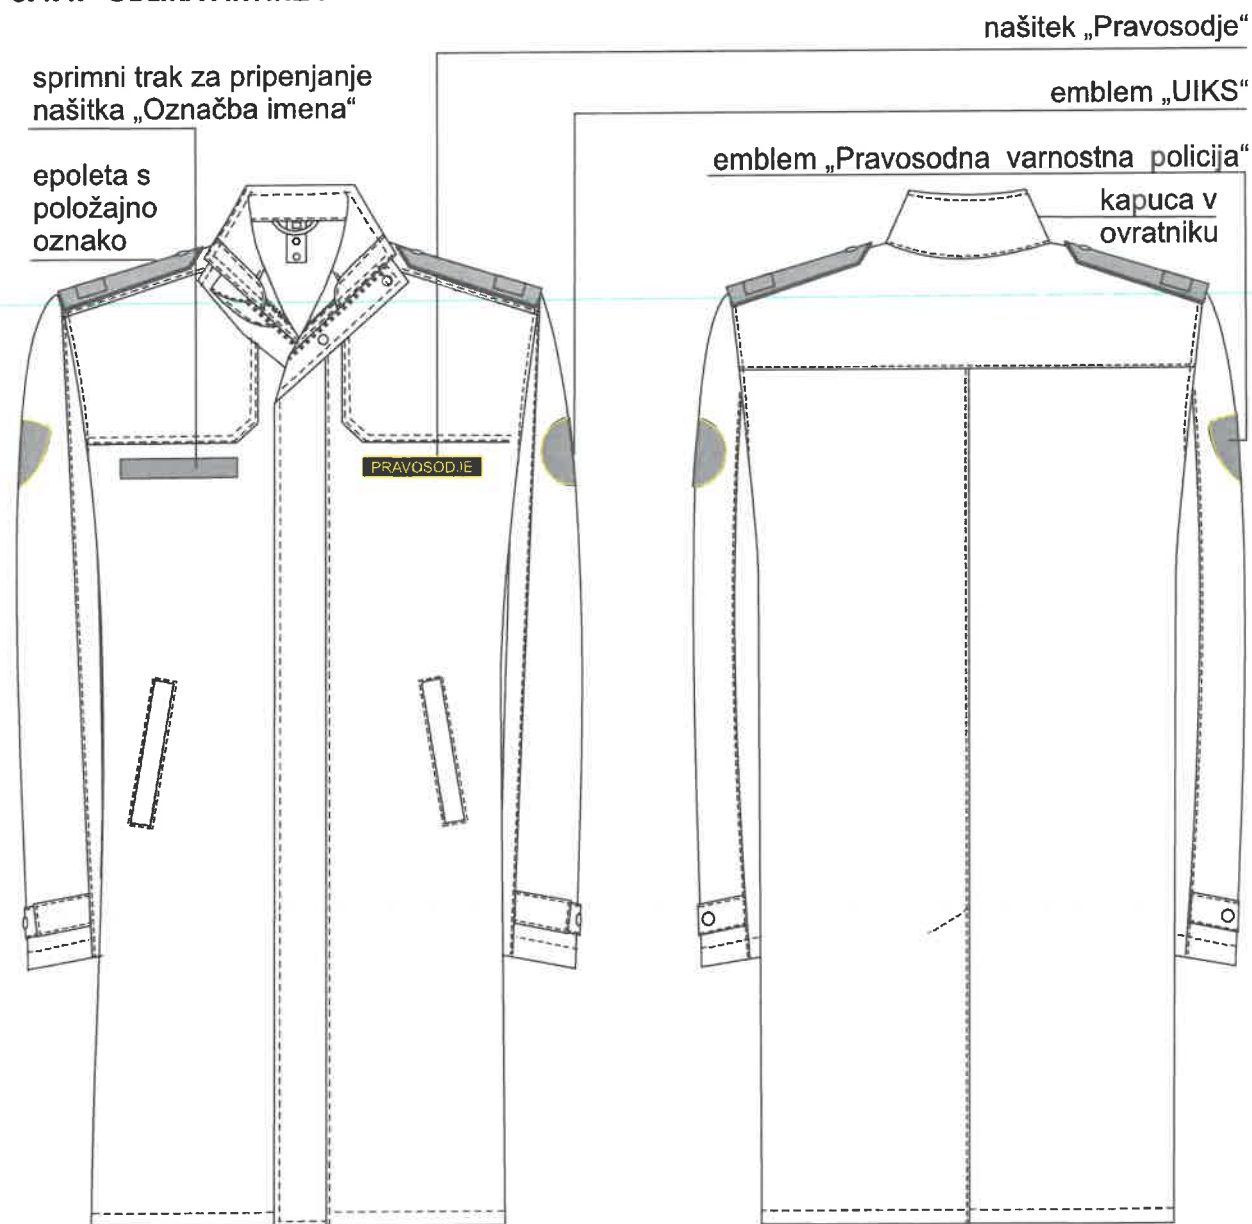 našitek „Pravosodje“
sprimni trak za pripenjanje
našitka „Označba imena“
emblem „UIKS“
emblem „Pravosodna varnostna policija“
epoleta s
položajno
oznako
kapuca v
ovratniku
PRAVOSODJE